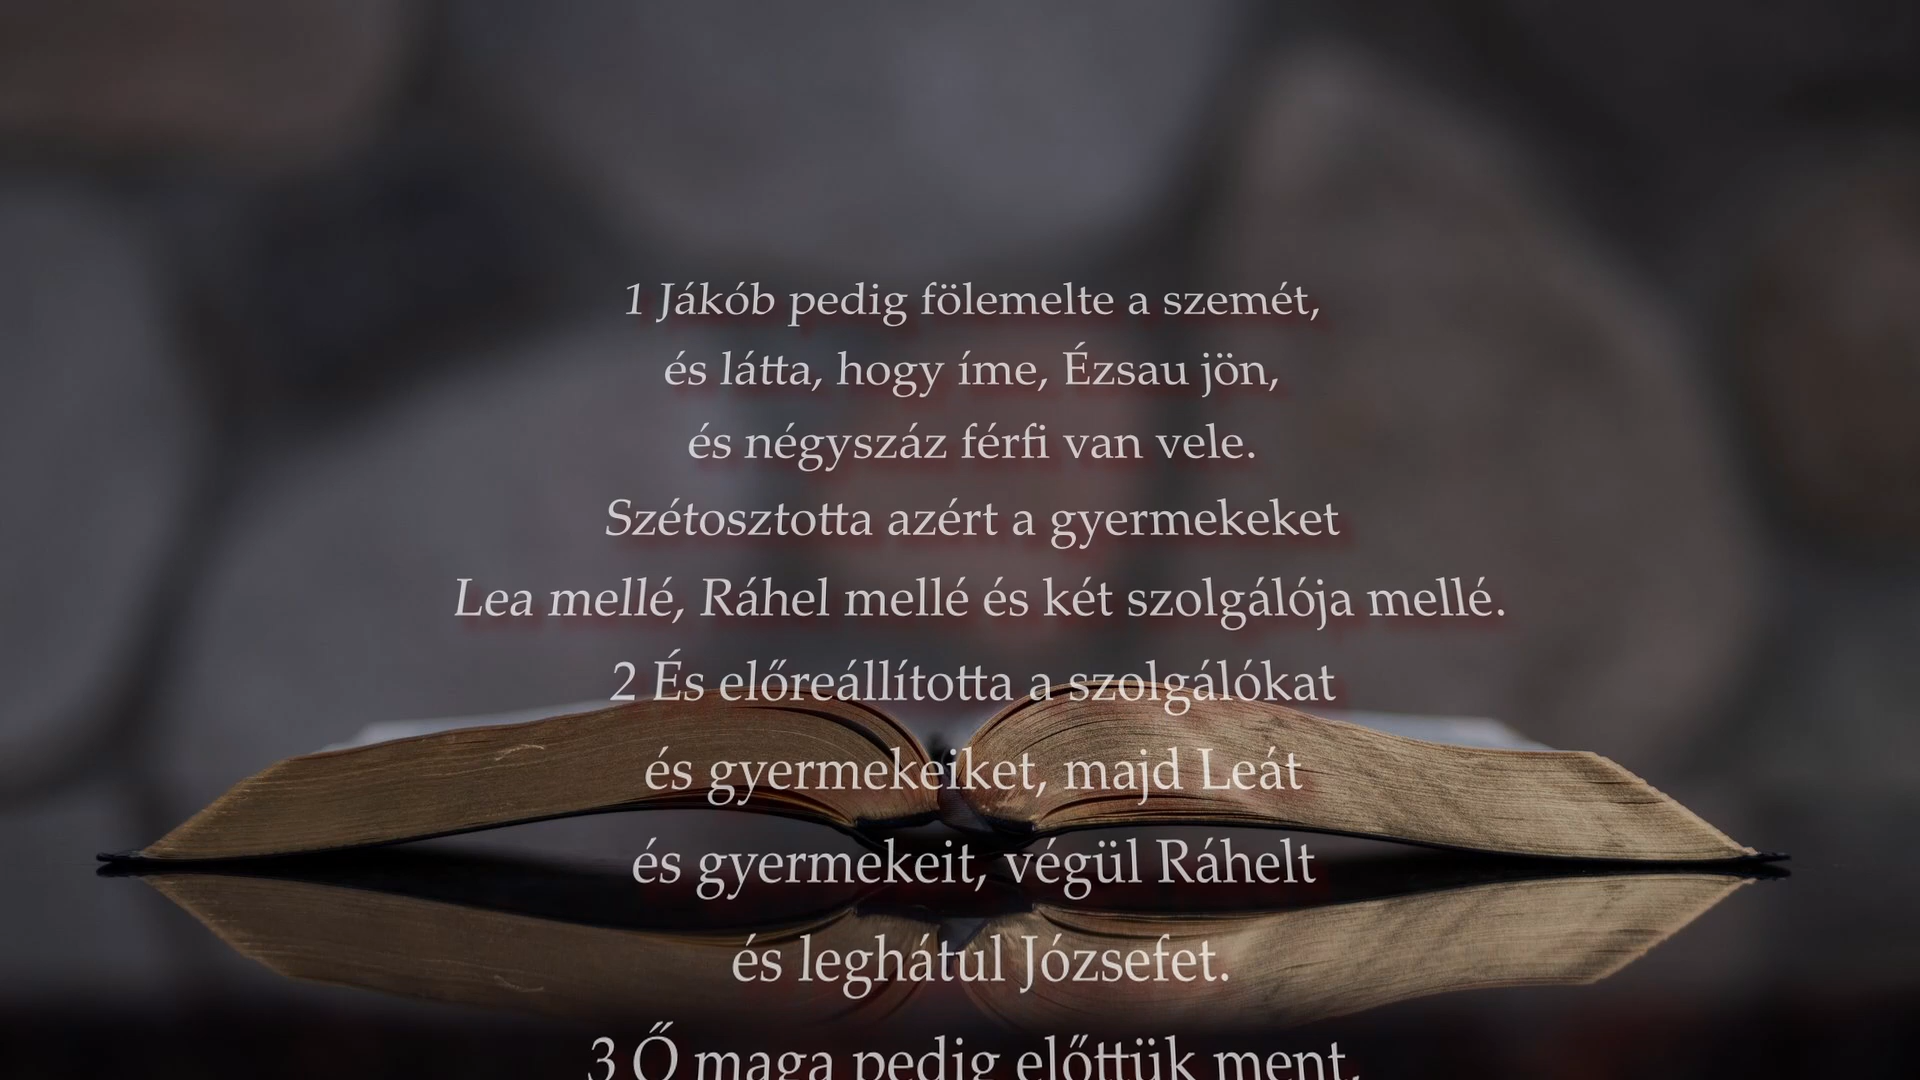 1 Jákób pedig fölemelte a szemét,
és látta, hogy íme, Ézsau jön,
és négyszáz férfi van vele.
Szétosztotta azért a gyermekeket
Lea mellé, Ráhel mellé és két szolgálója mellé.
2 És előreállította a szolgálókat
és gyermekeiket, majd Leát
és gyermekeit, végül Ráhelt
és leghátul Józsefet.
3 Ő maga pedig előttük ment,